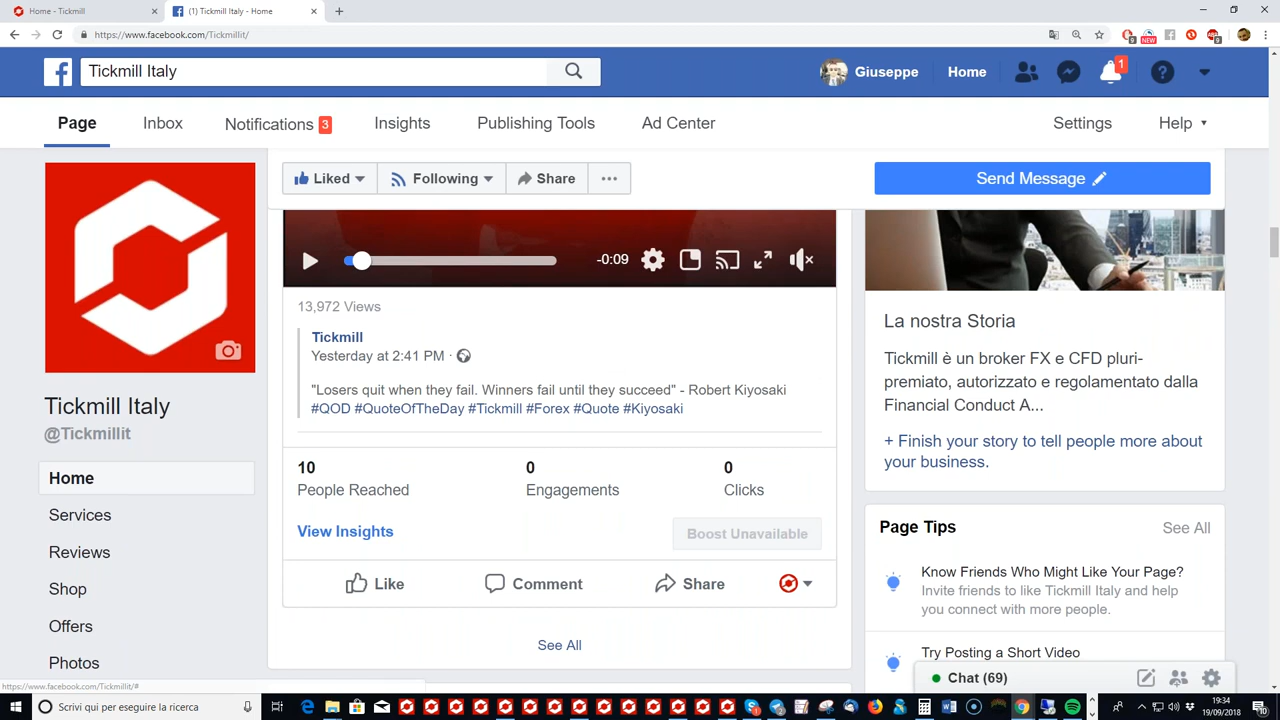 Home - Tickmill
(1) Tickmill Italy - Home
https://www.facebook.com/Tickmillit/
Tickmill Italy
Giuseppe
Home
1
Page
Inbox
Notifications 3
Insights
Publishing Tools
Ad Center
Settings
Help
Liked
Following
Share
Send Message
-0:09
13,972 Views
Tickmill
Yesterday at 2:41 PM ·
"Losers quit when they fail. Winners fail until they succeed" - Robert Kiyosaki
#QOD #QuoteOfTheDay #Tickmill #Forex #Quote #Kiyosaki
10
People Reached
0
Engagements
0
Clicks
View Insights
Boost Unavailable
Like
Comment
Share
See All
Tickmill Italy
@Tickmillit
Home
Services
Reviews
Shop
Offers
Photos
La nostra Storia
Tickmill è un broker FX e CFD pluri-
premiato, autorizzato e regolamentato dalla
Financial Conduct A...
+ Finish your story to tell people more about
your business.
Page Tips
See All
Know Friends Who Might Like Your Page?
Invite friends to like Tickmill Italy and help
you connect with more people.
Try Posting a Short Video
Chat (69)
https://www.facebook.com/Tickmillit/#
Scrivi qui per eseguire la ricerca
19:34
19/09/2018